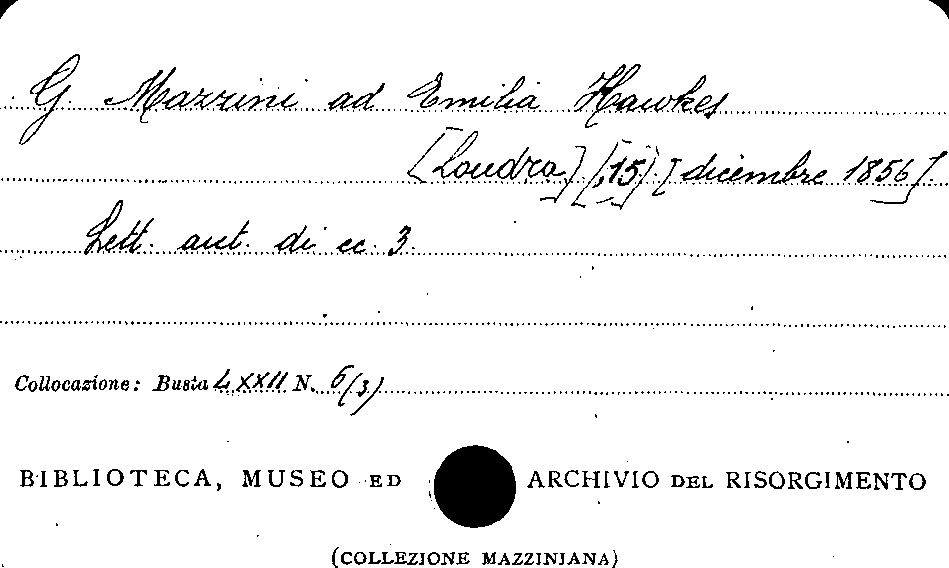 G Mazzini ad Emilia Hawkes
[Londra] [,15,] [dicembre 1856].
Lett. aut. di cc. 3.
Collocazione: Busta LXXII N. 6/(3)
BIBLIOTECA, MUSEO ED ARCHIVIO DEL RISORGIMENTO
(COLLEZIONE MAZZINIANA)